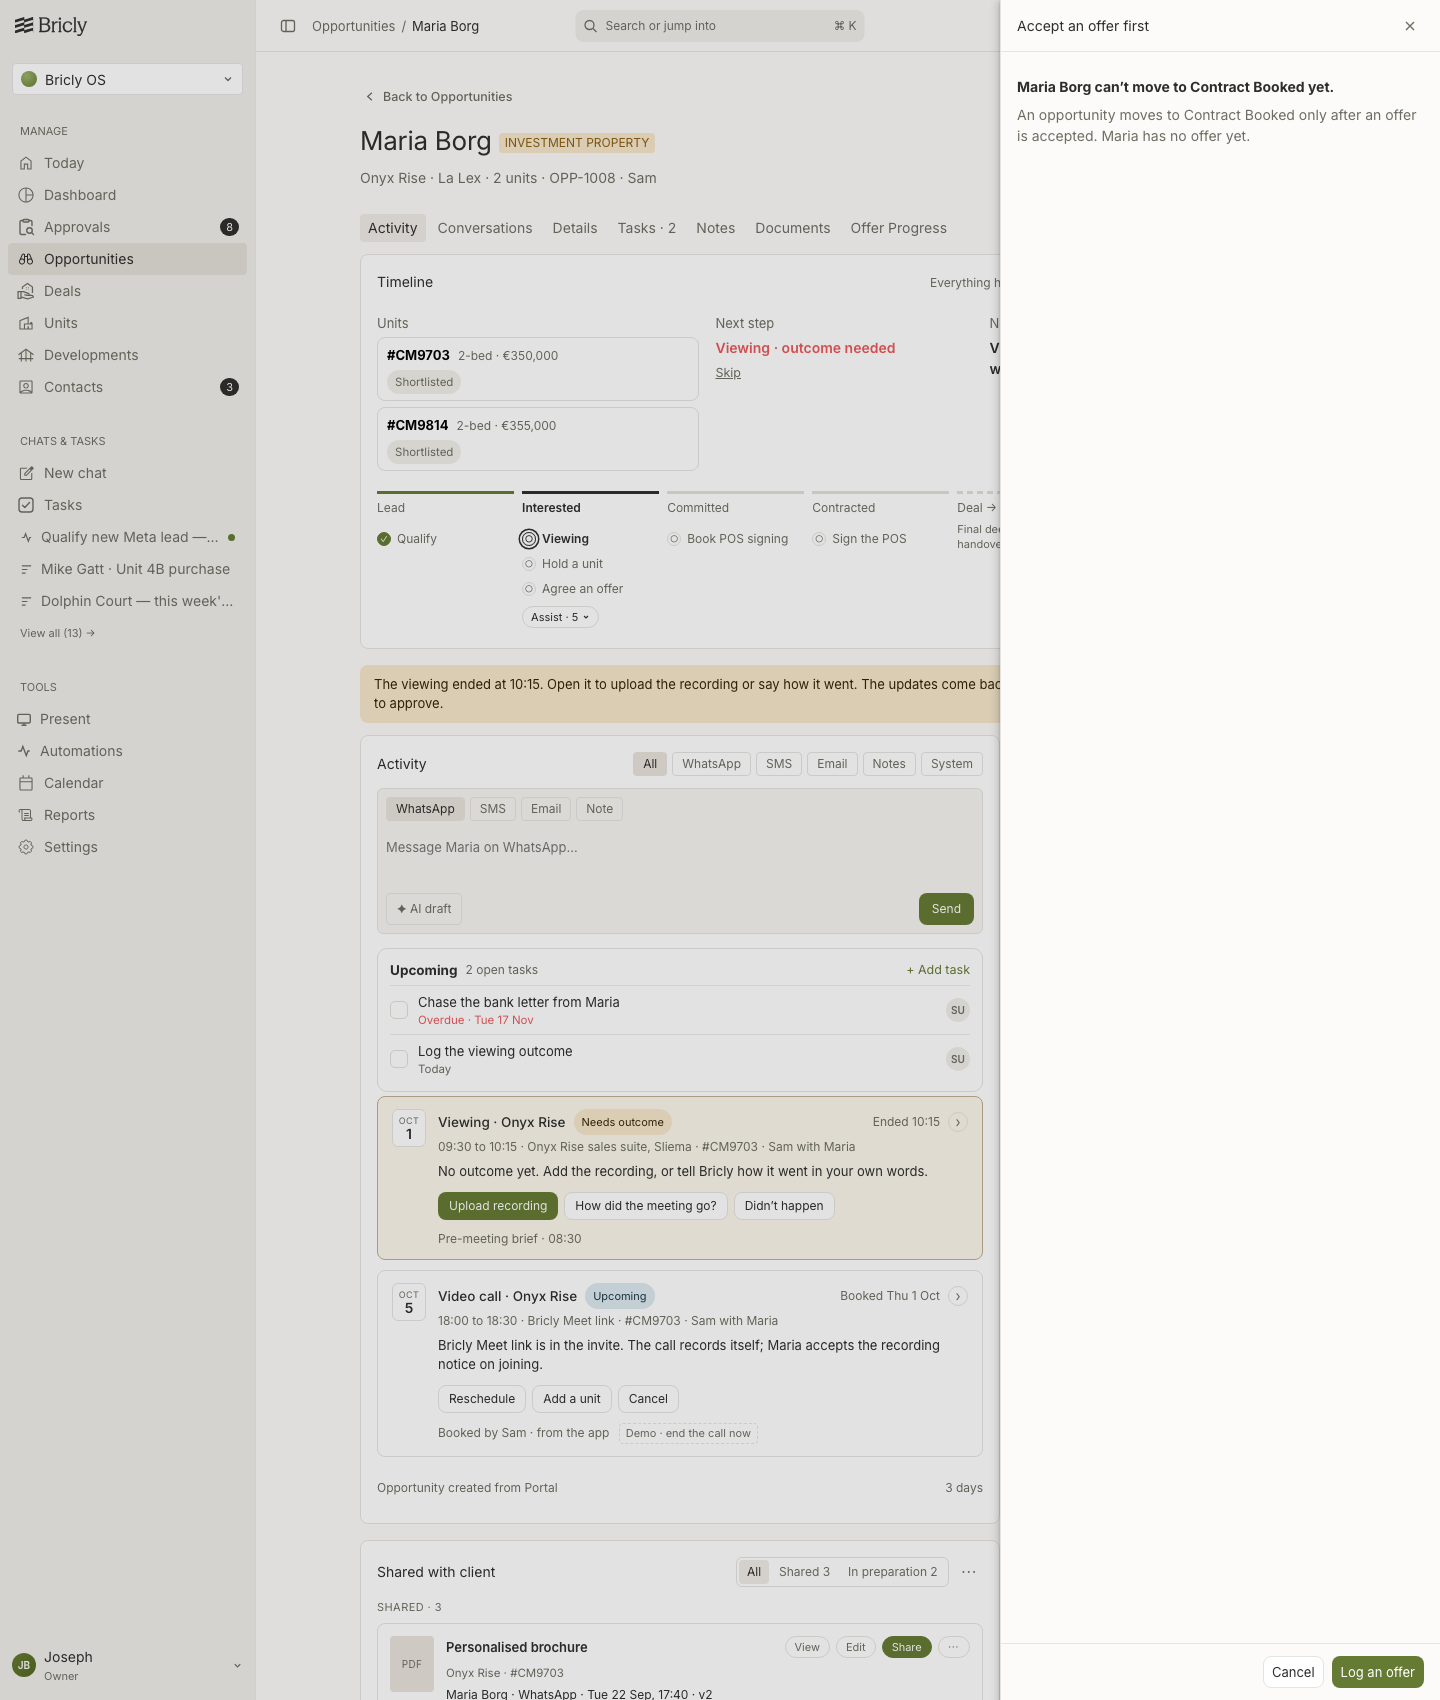 Bricly
Bricly OS
MANAGE
Today
Dashboard
Approvals 8
Opportunities
Deals
Units
Developments
Contacts 3
CHATS & TASKS
New chat
Tasks
Qualify new Meta lead —...
Mike Gatt · Unit 4B purchase
Dolphin Court — this week'...
View all (13) →
TOOLS
Present
Automations
Calendar
Reports
Settings
JB Joseph
Owner
Opportunities / Maria Borg
Search or jump into ⌘ K
Back to Opportunities
Maria Borg INVESTMENT PROPERTY
Onyx Rise · La Lex · 2 units · OPP-1008 · Sam
Activity Conversations Details Tasks · 2 Notes Documents Offer Progress
Timeline Everything h
Units
#CM9703 2-bed · €350,000
Shortlisted
#CM9814 2-bed · €355,000
Shortlisted
Next step
Viewing · outcome needed
Skip
N
V
w
Lead
Qualify
Interested
Viewing
Hold a unit
Agree an offer
Assist · 5
Committed
Book POS signing
Contracted
Sign the POS
Deal →
Final dee
handove
The viewing ended at 10:15. Open it to upload the recording or say how it went. The updates come bac
to approve.
Activity All WhatsApp SMS Email Notes System
WhatsApp SMS Email Note
Message Maria on WhatsApp...
AI draft Send
Upcoming 2 open tasks + Add task
Chase the bank letter from Maria
Overdue · Tue 17 Nov
SU
Log the viewing outcome
Today
SU
OCT
1
Viewing · Onyx Rise Needs outcome Ended 10:15
09:30 to 10:15 · Onyx Rise sales suite, Sliema · #CM9703 · Sam with Maria
No outcome yet. Add the recording, or tell Bricly how it went in your own words.
Upload recording How did the meeting go? Didn't happen
Pre-meeting brief · 08:30
OCT
5
Video call · Onyx Rise Upcoming Booked Thu 1 Oct
18:00 to 18:30 · Bricly Meet link · #CM9703 · Sam with Maria
Bricly Meet link is in the invite. The call records itself; Maria accepts the recording
notice on joining.
Reschedule Add a unit Cancel
Booked by Sam · from the app Demo · end the call now
Opportunity created from Portal 3 days
Shared with client All Shared 3 In preparation 2 ···
SHARED · 3
PDF
Personalised brochure View Edit Share ···
Onyx Rise · #CM9703
Maria Borg · WhatsApp · Tue 22 Sep, 17:40 · v2
Accept an offer first
Maria Borg can't move to Contract Booked yet.
An opportunity moves to Contract Booked only after an offer
is accepted. Maria has no offer yet.
Cancel Log an offer